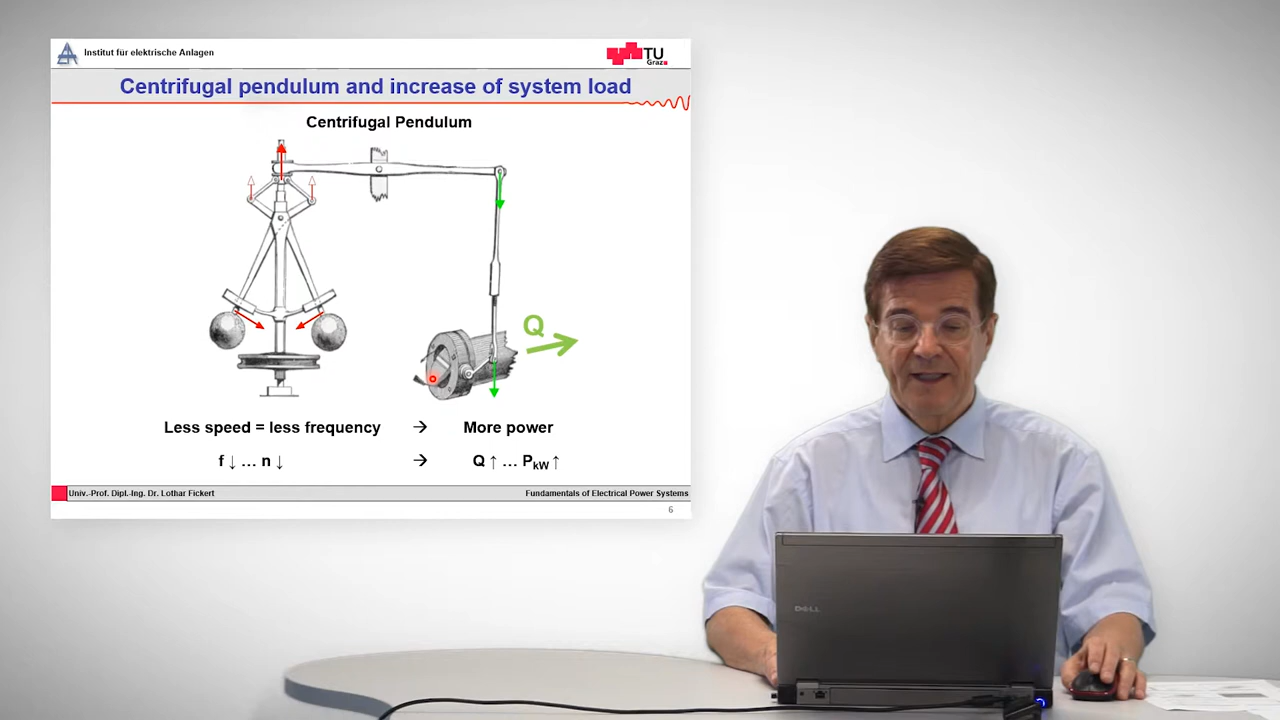 Institut für elektrische Anlagen
TU
Graz
Centrifugal pendulum and increase of system load
Centrifugal Pendulum
Q
Less speed = less frequency → More power
f ↓ ... n ↓ → Q ↑ ... PkW ↑
Univ.-Prof. Dipl.-Ing. Dr. Lothar Fickert Fundamentals of Electrical Power Systems
6
DELL